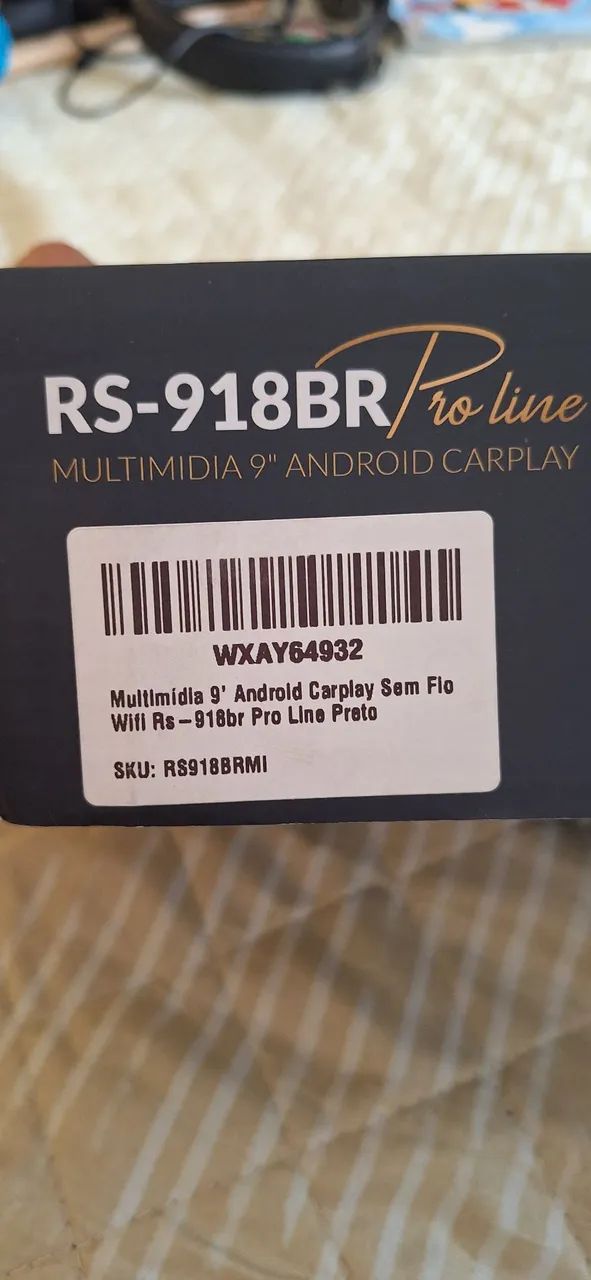 RS-918BR Pro line
MULTIMIDIA 9" ANDROID CARPLAY
WXAY64932
Multimídia 9' Android Carplay Sem Fio
Wifi Rs-918br Pro Line Preto
SKU: RS918BRMI